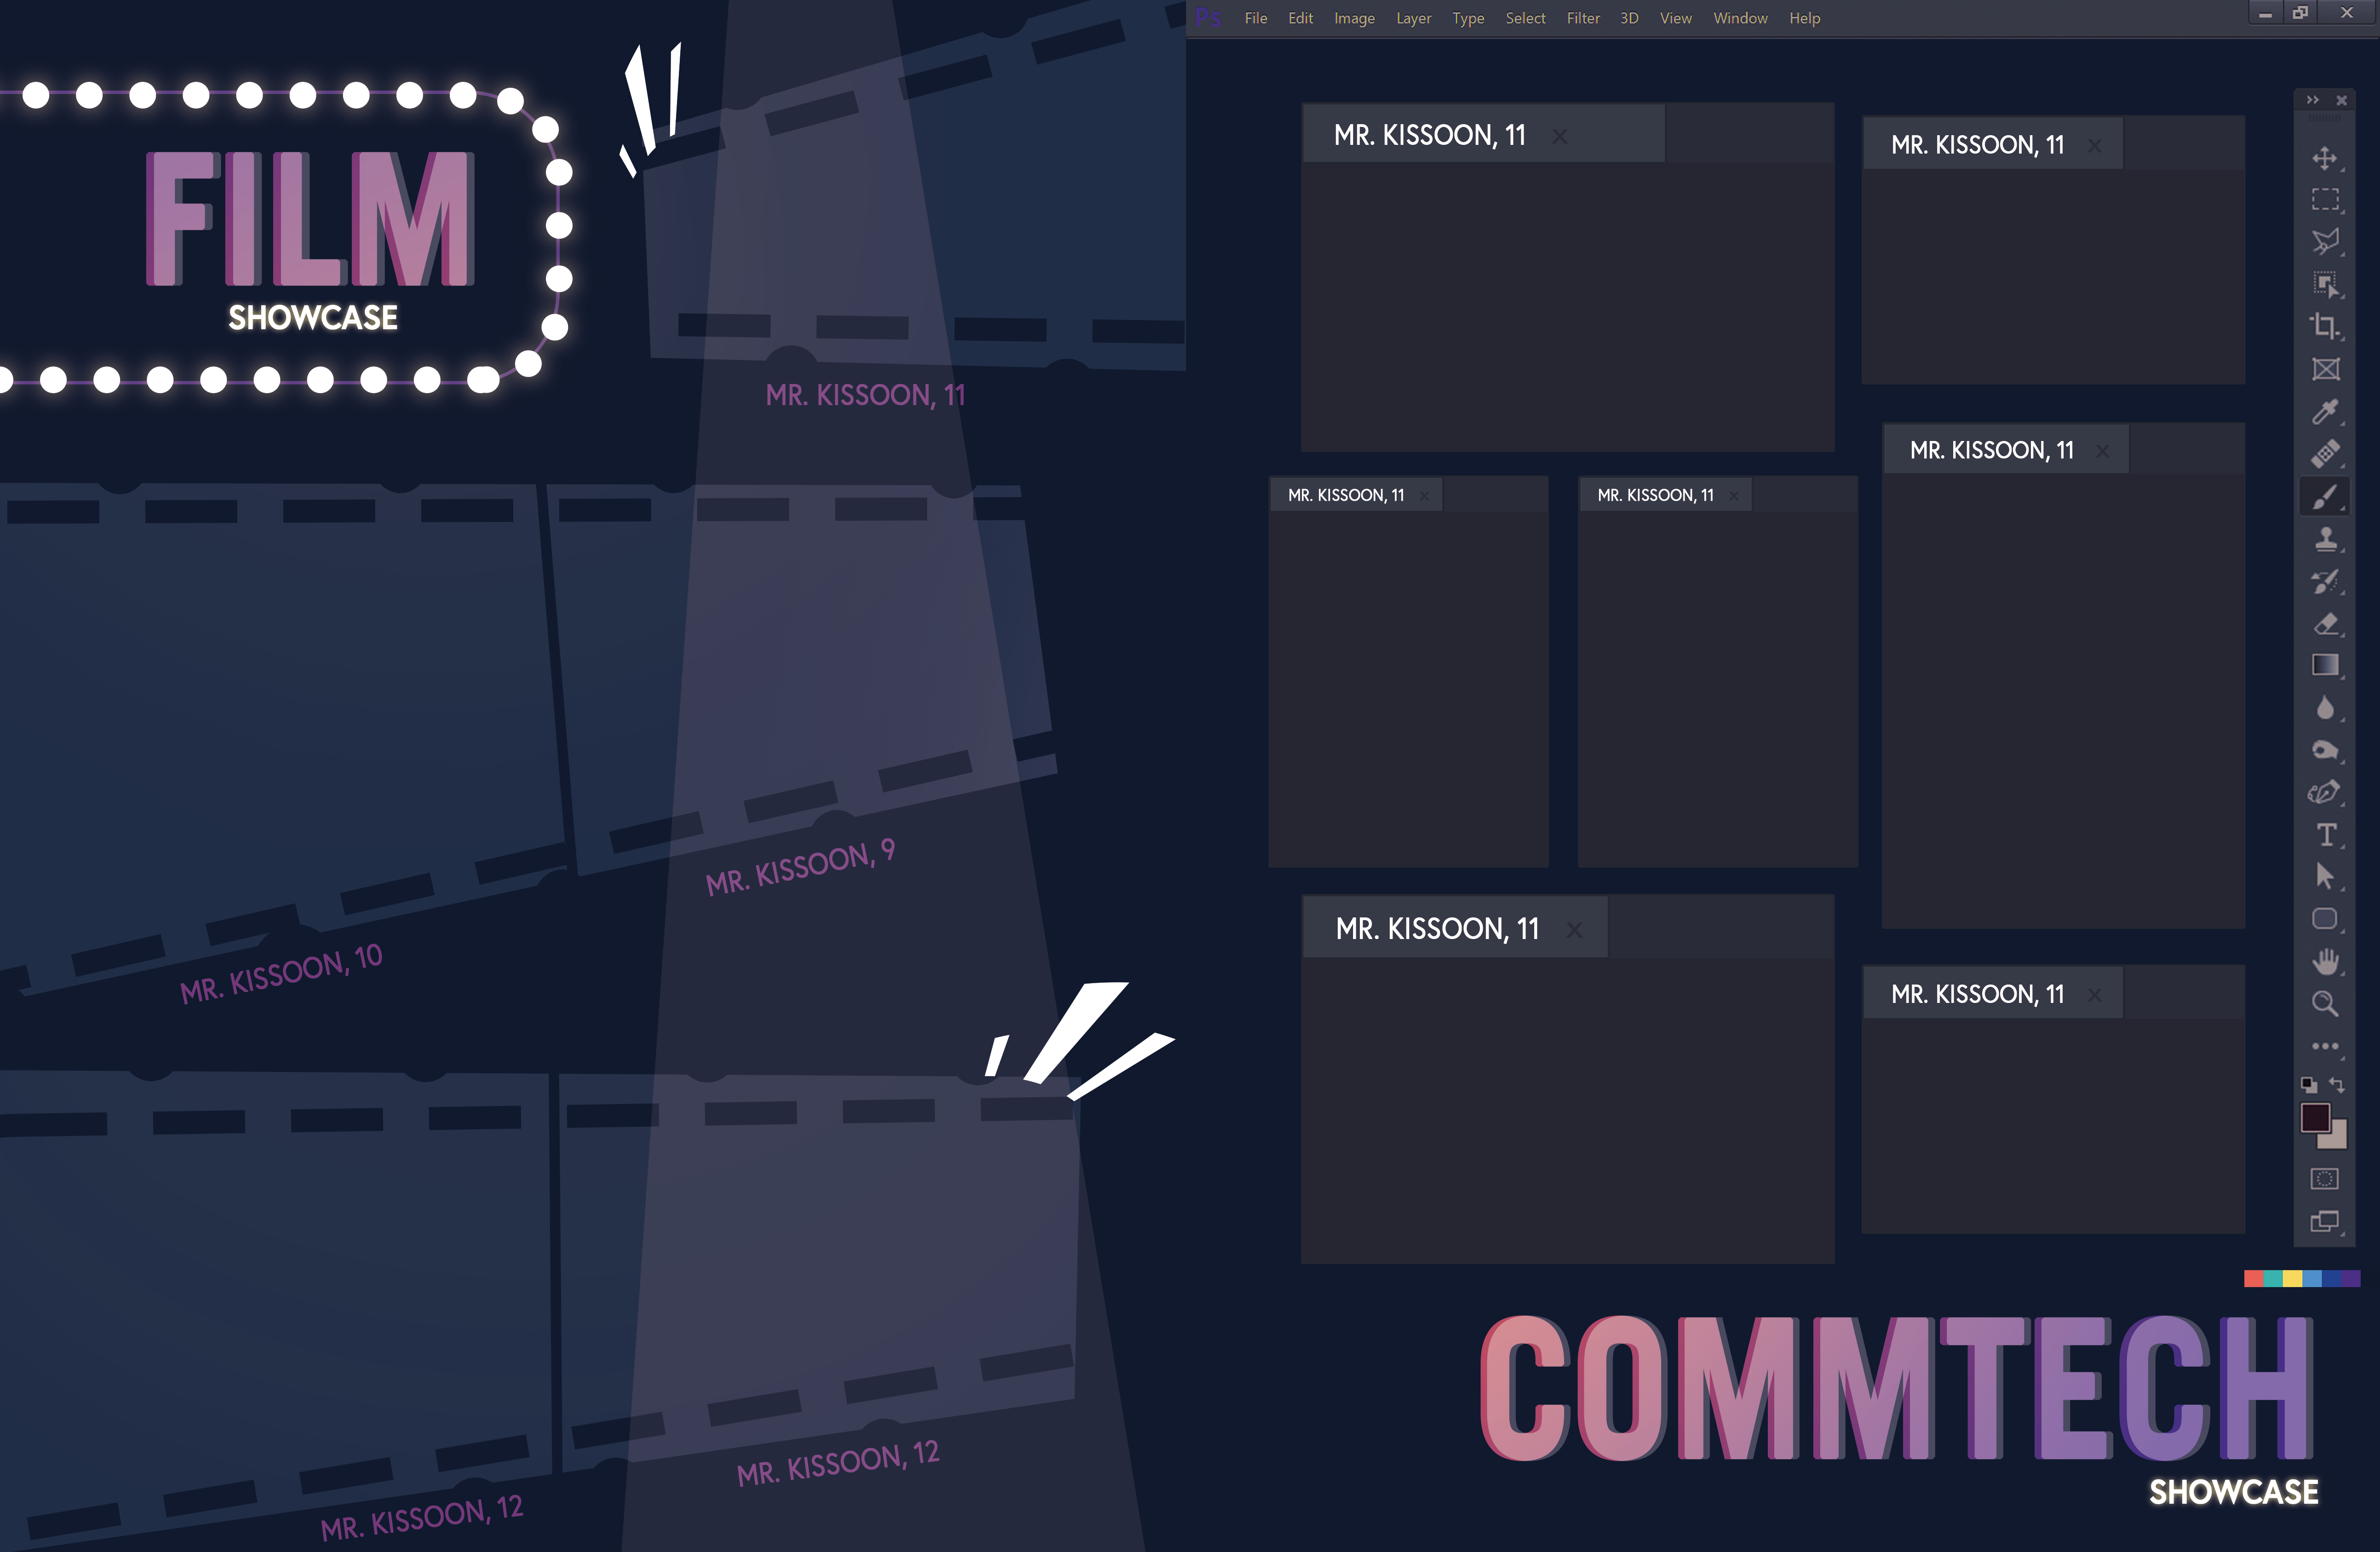 FILM
SHOWCASE
MR. KISSOON, 11
MR. KISSOON, 9
MR. KISSOON, 10
MR. KISSOON, 12
MR. KISSOON, 12
Ps File Edit Image Layer Type Select Filter 3D View Window Help
MR. KISSOON, 11
MR. KISSOON, 11
MR. KISSOON, 11
MR. KISSOON, 11
MR. KISSOON, 11
MR. KISSOON, 11
MR. KISSOON, 11
COMMTECH
SHOWCASE